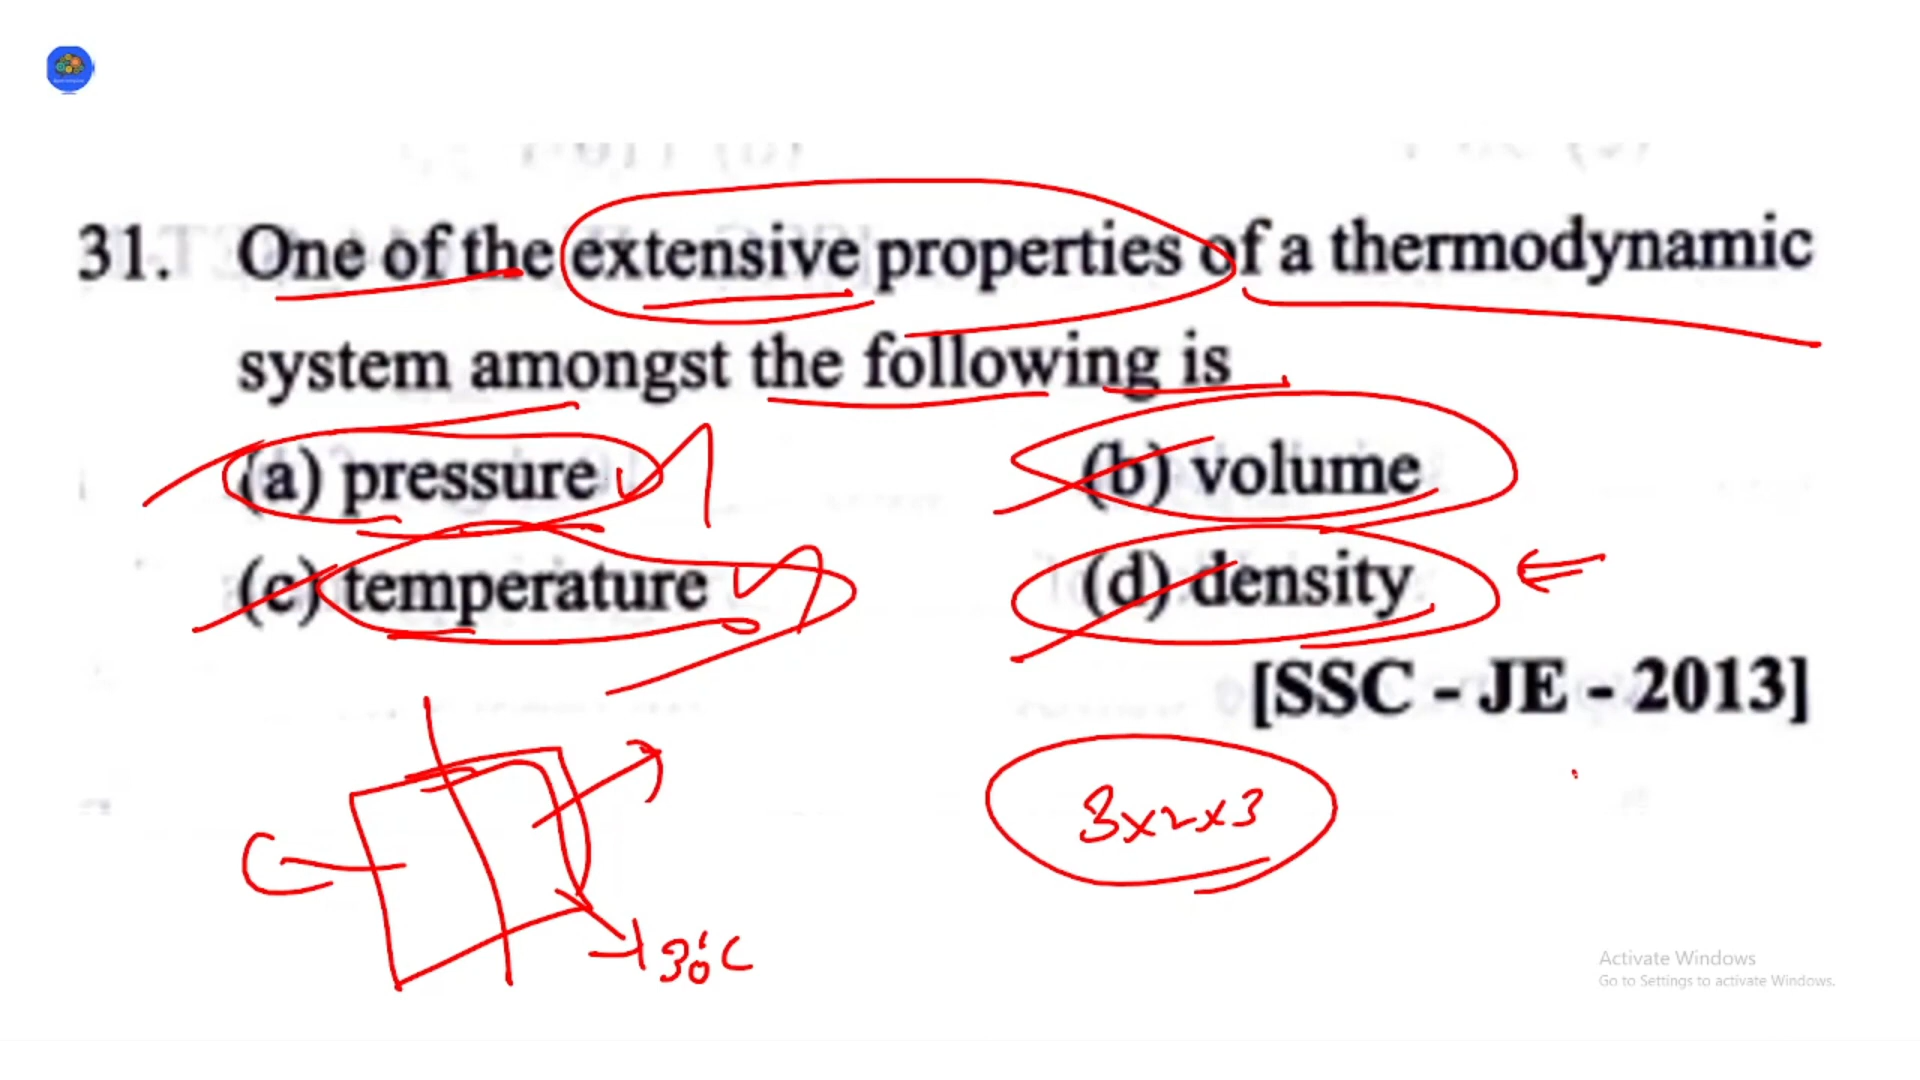 31. One of the extensive properties of a thermodynamic
system amongst the following is
(a) pressure (b) volume
(c) temperature (d) density
[SSC - JE - 2013]
3x2x3
30°C
Activate Windows
Go to Settings to activate Windows.